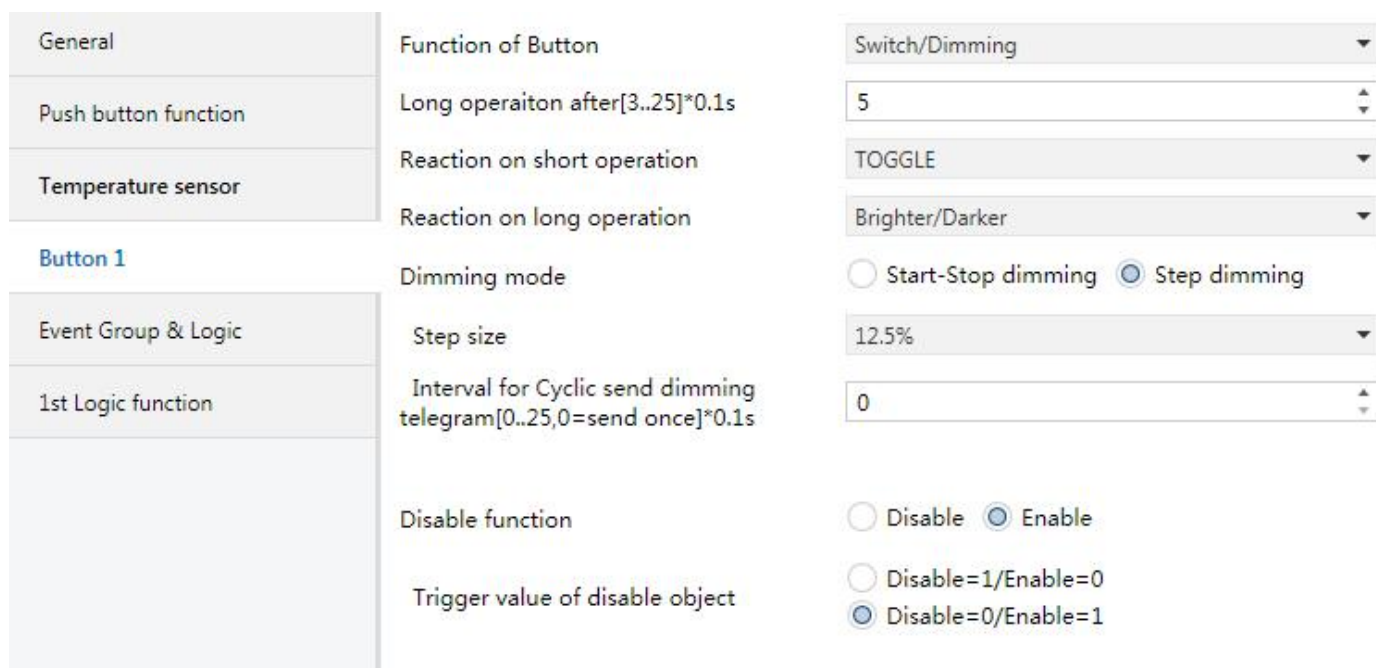 General
Push button function
Temperature sensor
Button 1
Event Group & Logic
1st Logic function
Function of Button
Switch/Dimming
Long operaiton after[3..25]*0.1s
5
Reaction on short operation
TOGGLE
Reaction on long operation
Brighter/Darker
Dimming mode
Start-Stop dimming
Step dimming
Step size
12.5%
Interval for Cyclic send dimming
telegram[0..25,0=send once]*0.1s
0
Disable function
Disable
Enable
Trigger value of disable object
Disable=1/Enable=0
Disable=0/Enable=1